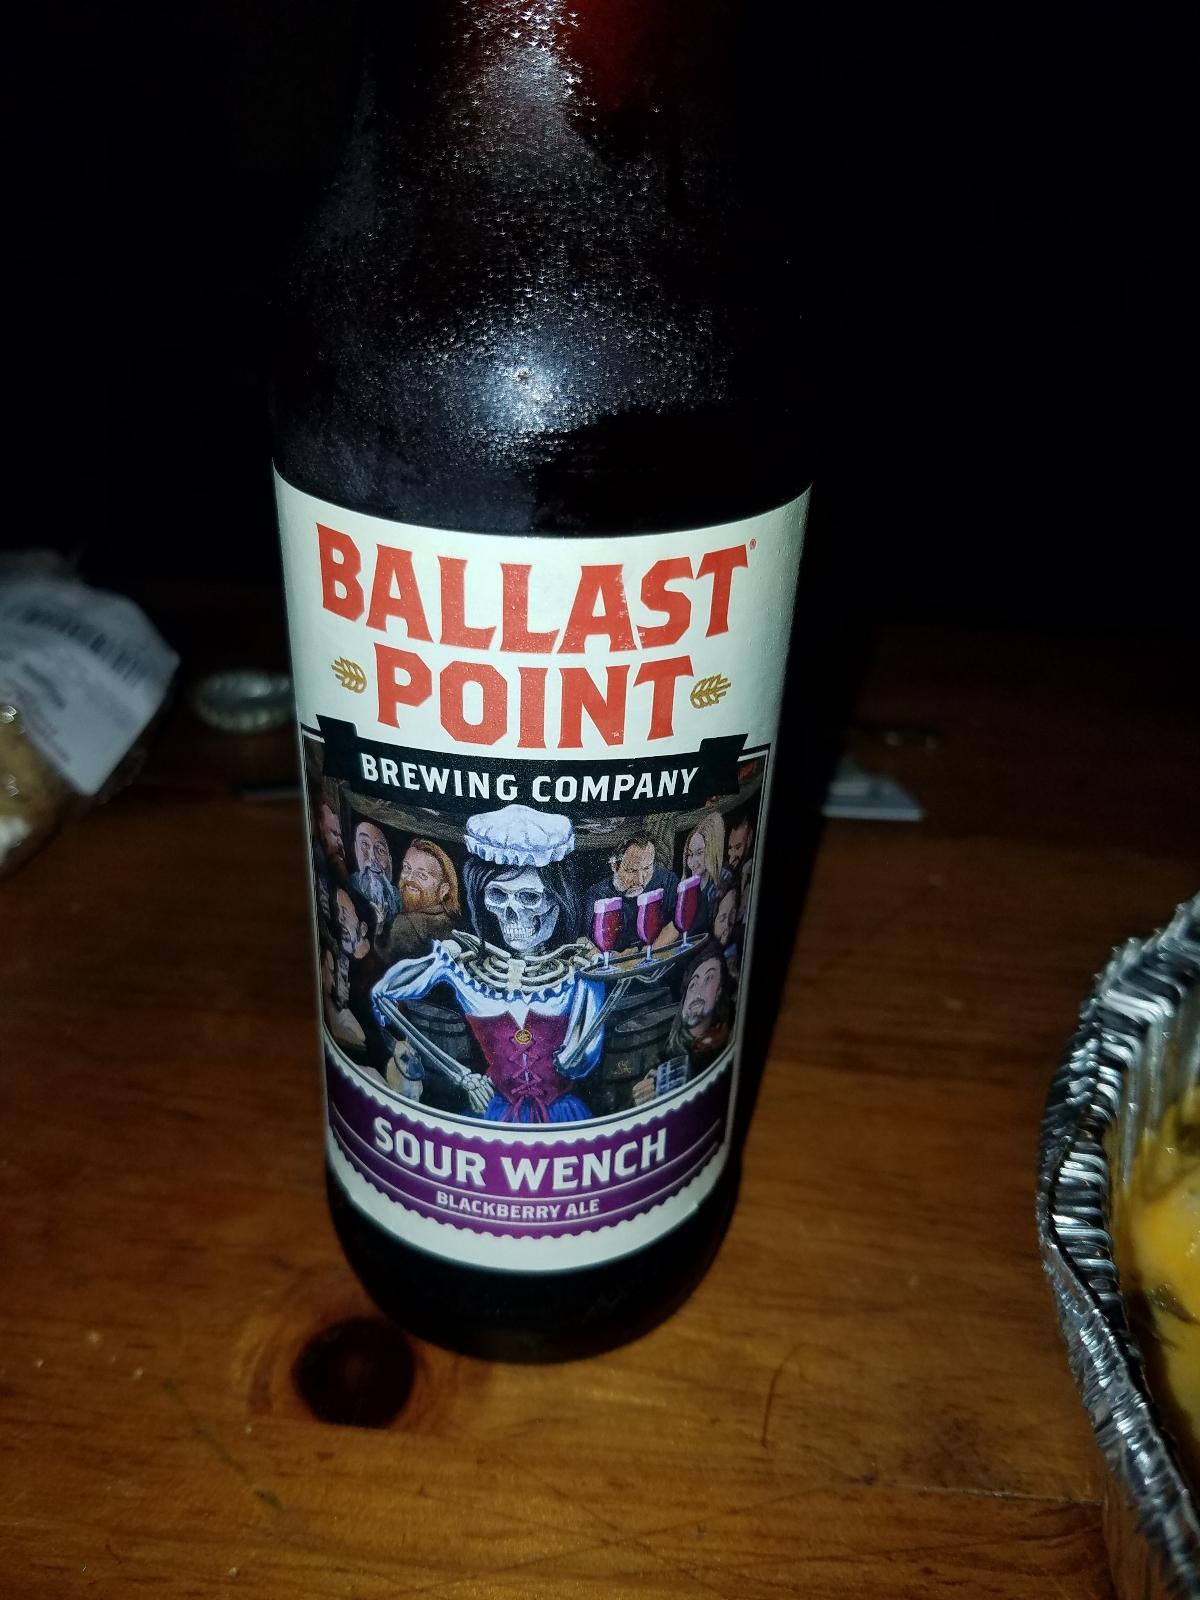 BALLAST
POINT
BREWING COMPANY
SOUR WENCH
BLACKBERRY ALE